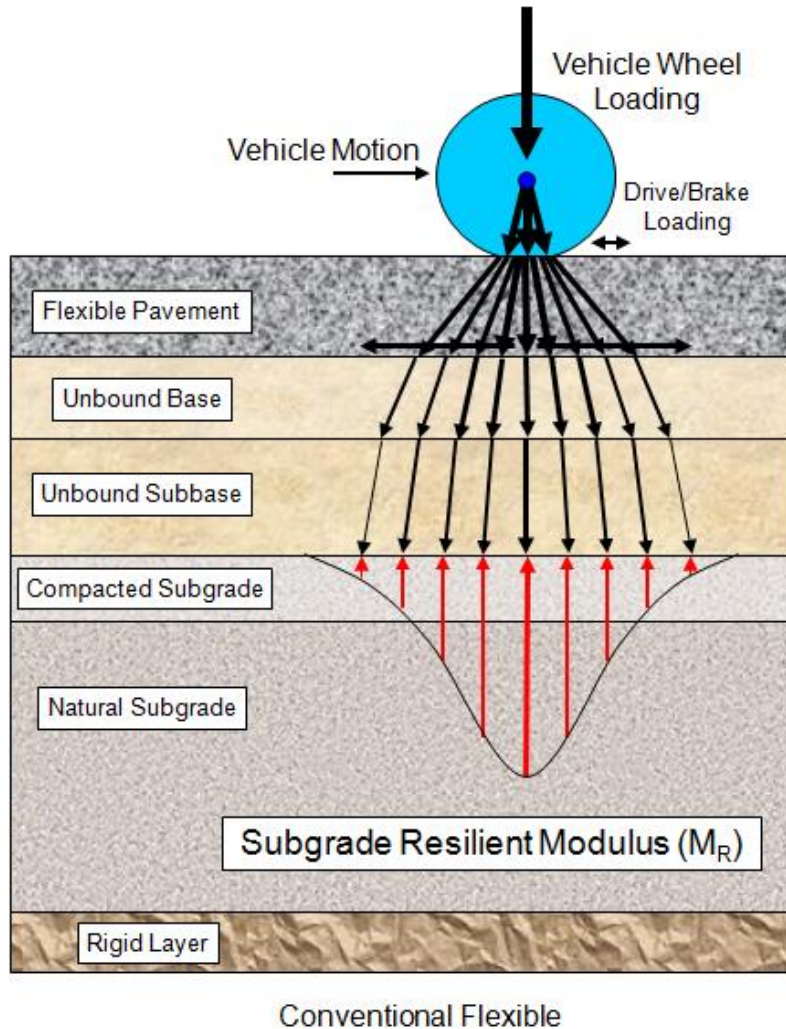 Vehicle Wheel
Loading
Vehicle Motion
Drive/Brake
Loading
Flexible Pavement
Unbound Base
Unbound Subbase
Compacted Subgrade
Natural Subgrade
Subgrade Resilient Modulus (M_R)
Rigid Layer
Conventional Flexible